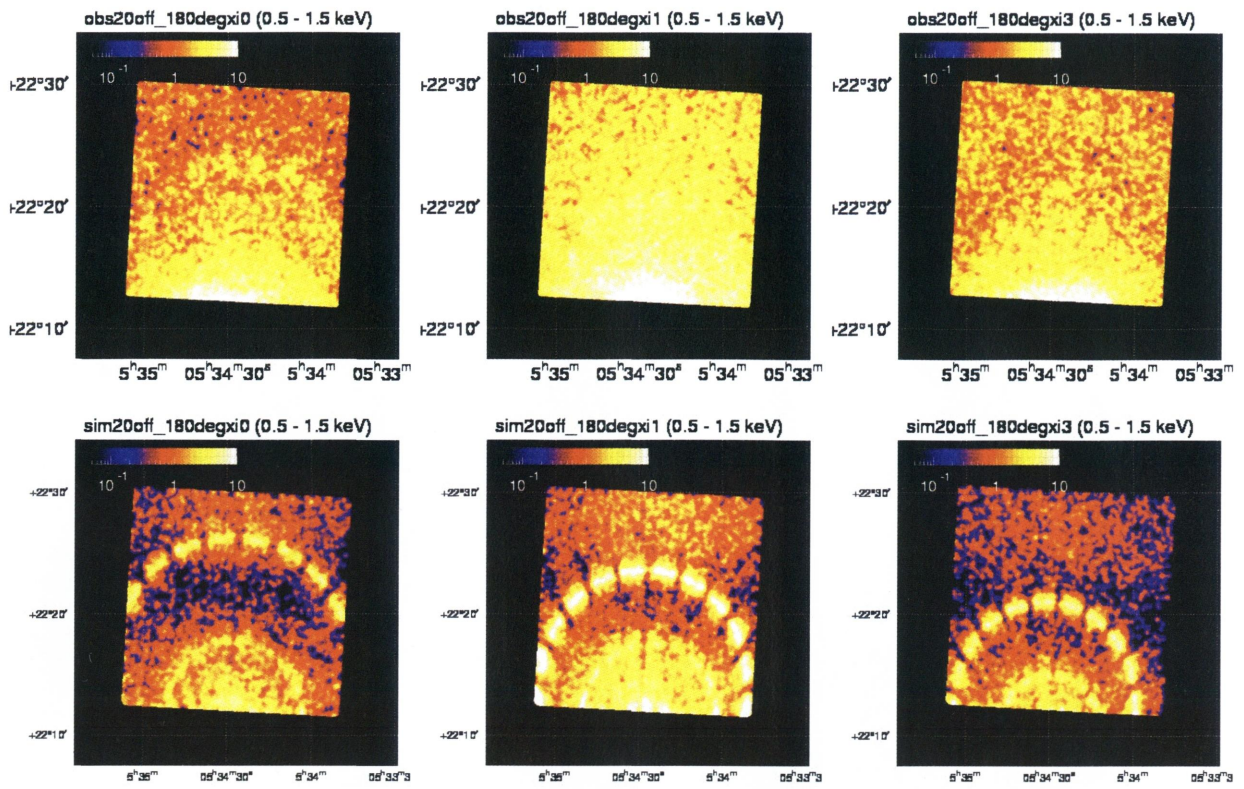 obs20off_180degxi0 (0.5 - 1.5 keV)
obs20off_180degxi1 (0.5 - 1.5 keV)
obs20off_180degxi3 (0.5 - 1.5 keV)
10⁻¹ 1 10
10⁻¹ 1 10
10⁻¹ 1 10
+22°30′
+22°30′
+22°30′
+22°20′
+22°20′
+22°20′
+22°10′
+22°10′
+22°10′
5ʰ35ᵐ 05ʰ34ᵐ30ˢ 5ʰ34ᵐ 05ʰ33ᵐ
5ʰ35ᵐ 05ʰ34ᵐ30ˢ 5ʰ34ᵐ 05ʰ33ᵐ
5ʰ35ᵐ 05ʰ34ᵐ30ˢ 5ʰ34ᵐ 05ʰ33ᵐ
sim20off_180degxi0 (0.5 - 1.5 keV)
sim20off_180degxi1 (0.5 - 1.5 keV)
sim20off_180degxi3 (0.5 - 1.5 keV)
10⁻¹ 1 10
10⁻¹ 1 10
10⁻¹ 1 10
+22°30′
+22°30′
+22°30′
+22°20′
+22°20′
+22°20′
+22°10′
+22°10′
+22°10′
5ʰ35ᵐ 05ʰ34ᵐ30ˢ 5ʰ34ᵐ 05ʰ33ᵐ3
5ʰ35ᵐ 05ʰ34ᵐ30ˢ 5ʰ34ᵐ 05ʰ33ᵐ3
5ʰ35ᵐ 05ʰ34ᵐ30ˢ 5ʰ34ᵐ 05ʰ33ᵐ3